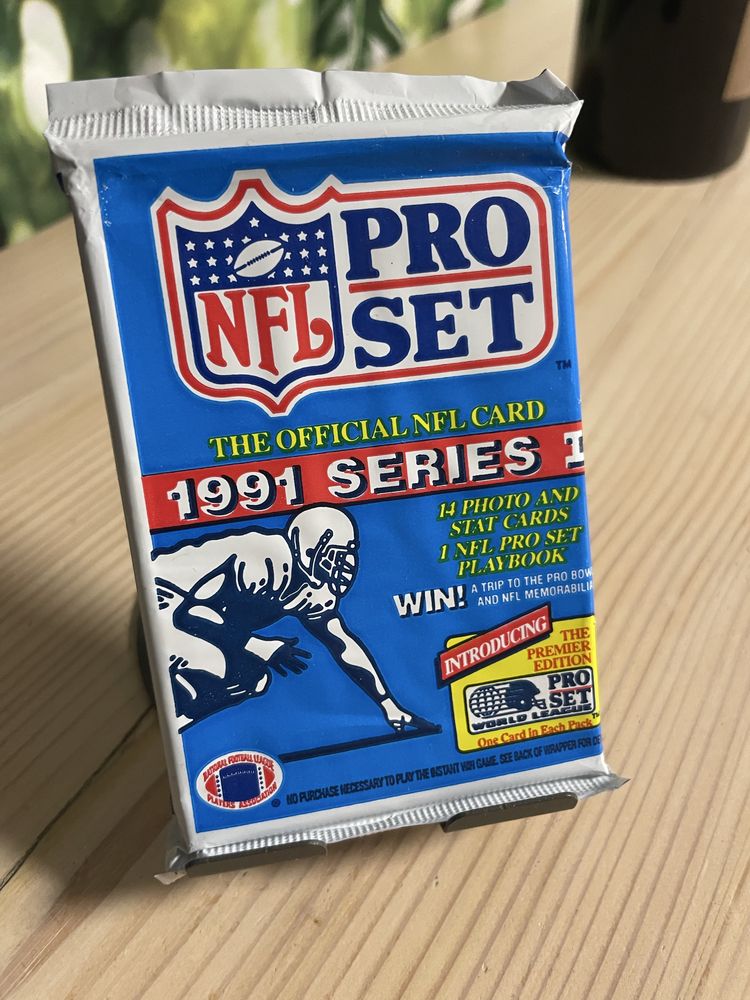 NFL
PRO
SET
TM
THE OFFICIAL NFL CARD
1991 SERIES I
14 PHOTO AND
STAT CARDS
1 NFL PRO SET
PLAYBOOK
WIN! A TRIP TO THE PRO BOW
AND NFL MEMORABILIA
INTRODUCING
THE
PREMIER
EDITION
PRO
SET
WORLD LEAGUE TM
One Card in Each Pack
NATIONAL FOOTBALL LEAGUE
PLAYERS ASSOCIATION
® NO PURCHASE NECESSARY TO PLAY THE INSTANT WIN GAME. SEE BACK OF WRAPPER FOR DE